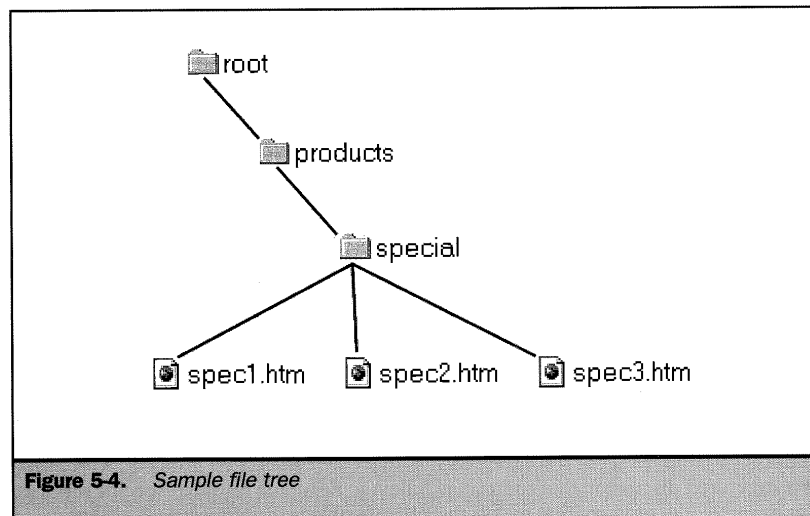 root
products
special
spec1.htm spec2.htm spec3.htm
Figure 5-4. Sample file tree